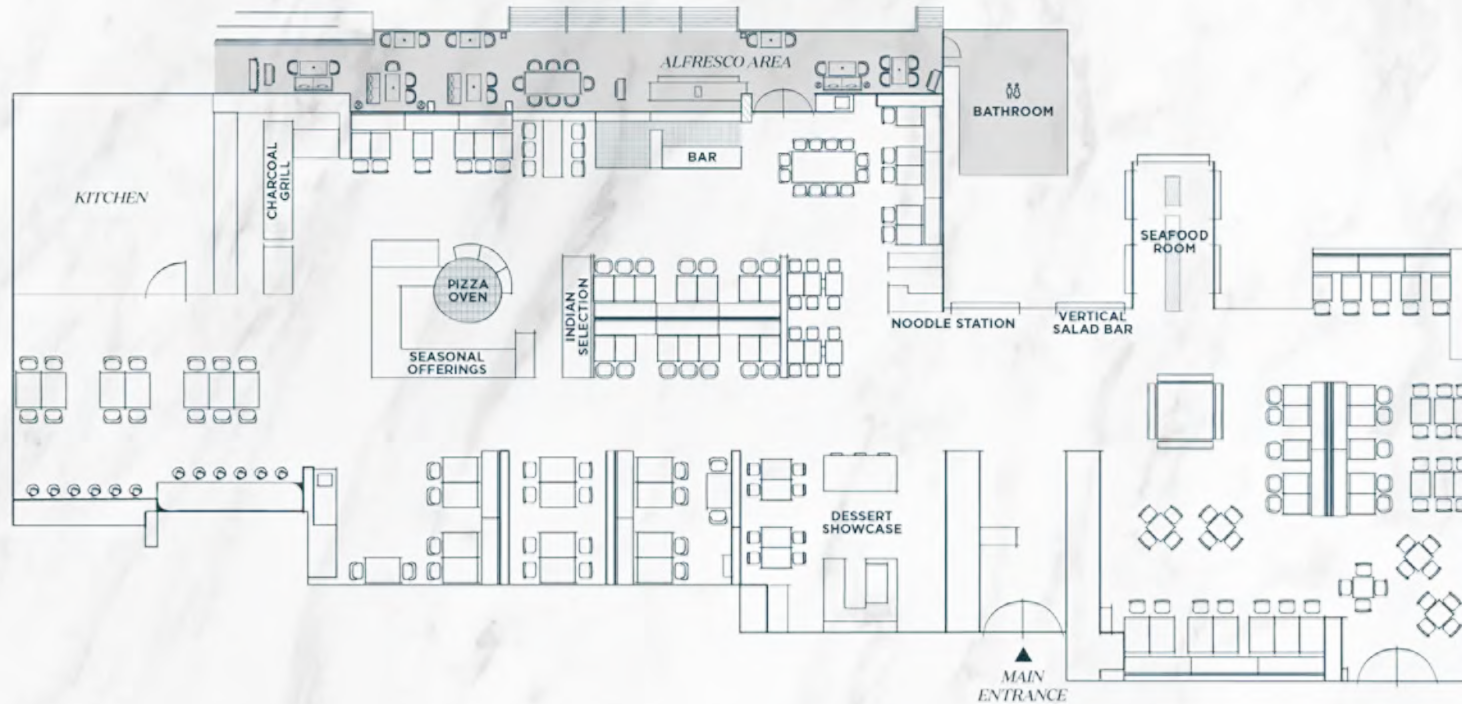 ALFRESCO AREA
BATHROOM
KITCHEN
CHARCOAL
GRILL
BAR
SEAFOOD
ROOM
PIZZA
OVEN
INDIAN
SELECTION
NOODLE STATION
VERTICAL
SALAD BAR
SEASONAL
OFFERINGS
DESSERT
SHOWCASE
MAIN
ENTRANCE